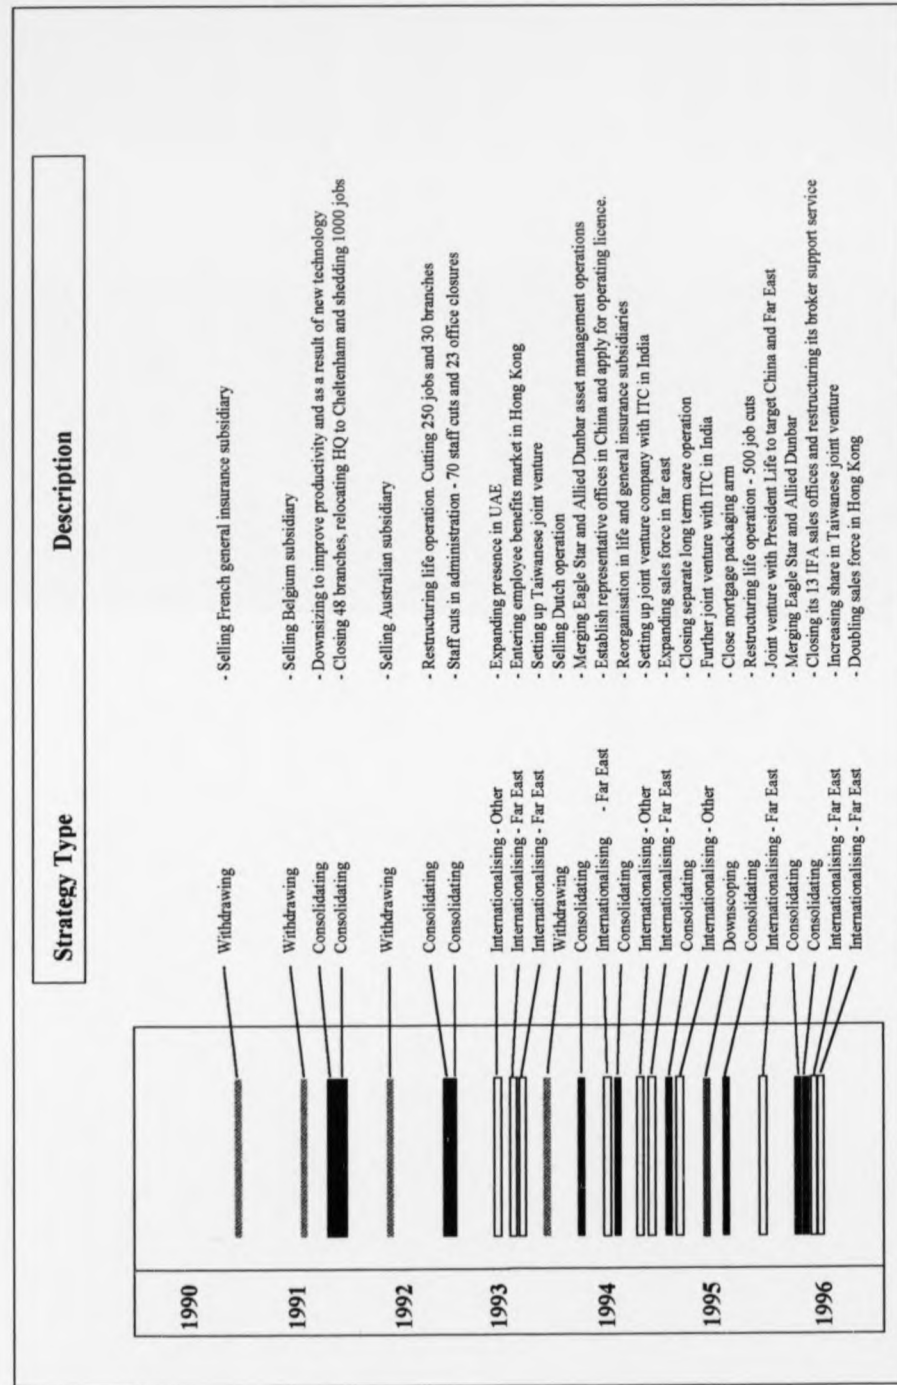 Strategy Type Description
1990
Withdrawing - Selling French general insurance subsidiary
1991 Withdrawing - Selling Belgium subsidiary
Consolidating - Downsizing to improve productivity and as a result of new technology
Consolidating - Closing 48 branches, relocating HQ to Cheltenham and shedding 1000 jobs
Withdrawing - Selling Australian subsidiary
1992
Consolidating - Restructuring life operation. Cutting 250 jobs and 30 branches
Consolidating - Staff cuts in administration - 70 staff cuts and 23 office closures
1993 Internationalising - Other - Expanding presence in UAE
Internationalising - Far East - Entering employee benefits market in Hong Kong
Internationalising - Far East - Setting up Taiwanese joint venture
Withdrawing - Selling Dutch operation
Consolidating - Merging Eagle Star and Allied Dunbar asset management operations
1994 Internationalising - Far East - Establish representative offices in China and apply for operating licence.
Consolidating - Reorganisation in life and general insurance subsidiaries
Internationalising - Other - Setting up joint venture company with ITC in India
Internationalising - Far East - Expanding sales force in far east
Consolidating - Closing separate long term care operation
1995 Internationalising - Other - Further joint venture with ITC in India
Downscoping - Close mortgage packaging arm
Consolidating - Restructuring life operation - 500 job cuts
Internationalising - Far East - Joint venture with President Life to target China and Far East
Consolidating - Merging Eagle Star and Allied Dunbar
1996 Consolidating - Closing its 13 IFA sales offices and restructuring its broker support service
Internationalising - Far East - Increasing share in Taiwanese joint venture
Internationalising - Far East - Doubling sales force in Hong Kong